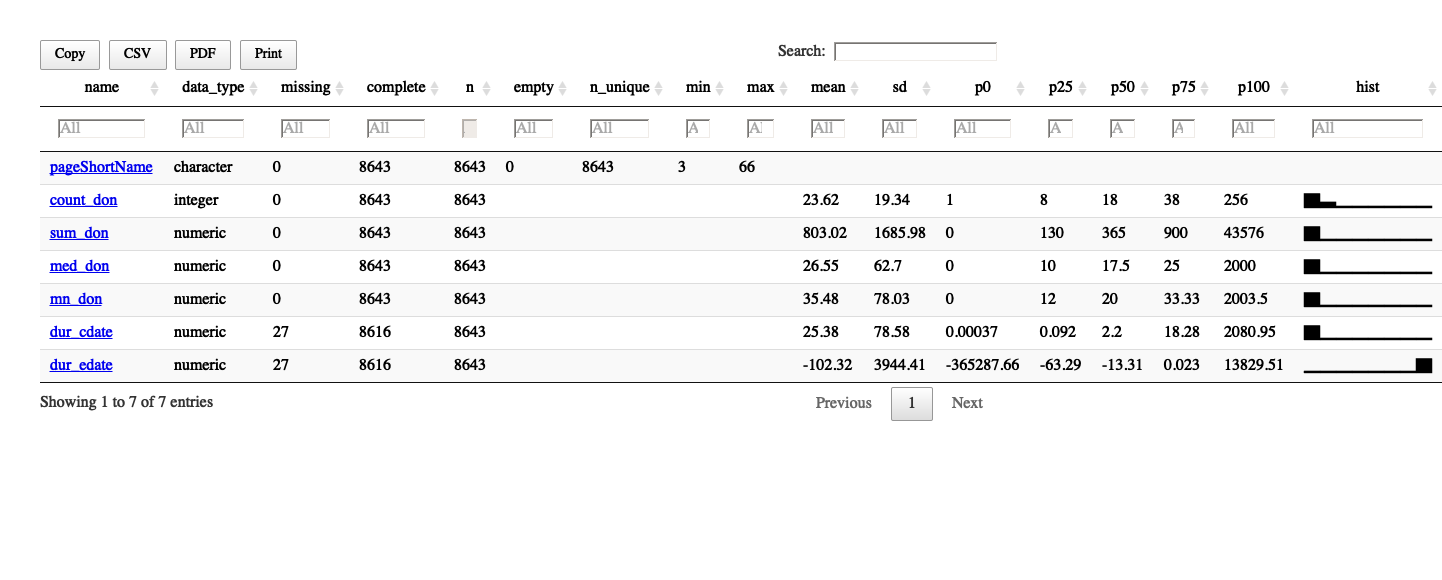 Copy CSV PDF Print Search:
name data_type missing complete n empty n_unique min max mean sd p0 p25 p50 p75 p100 hist
All All All All All All A Al All All All A A A All All
pageShortName character 0 8643 8643 0 8643 3 66
count_don integer 0 8643 8643 23.62 19.34 1 8 18 38 256
sum_don numeric 0 8643 8643 803.02 1685.98 0 130 365 900 43576
med_don numeric 0 8643 8643 26.55 62.7 0 10 17.5 25 2000
mn_don numeric 0 8643 8643 35.48 78.03 0 12 20 33.33 2003.5
dur_cdate numeric 27 8616 8643 25.38 78.58 0.00037 0.092 2.2 18.28 2080.95
dur_edate numeric 27 8616 8643 -102.32 3944.41 -365287.66 -63.29 -13.31 0.023 13829.51
Showing 1 to 7 of 7 entries Previous 1 Next